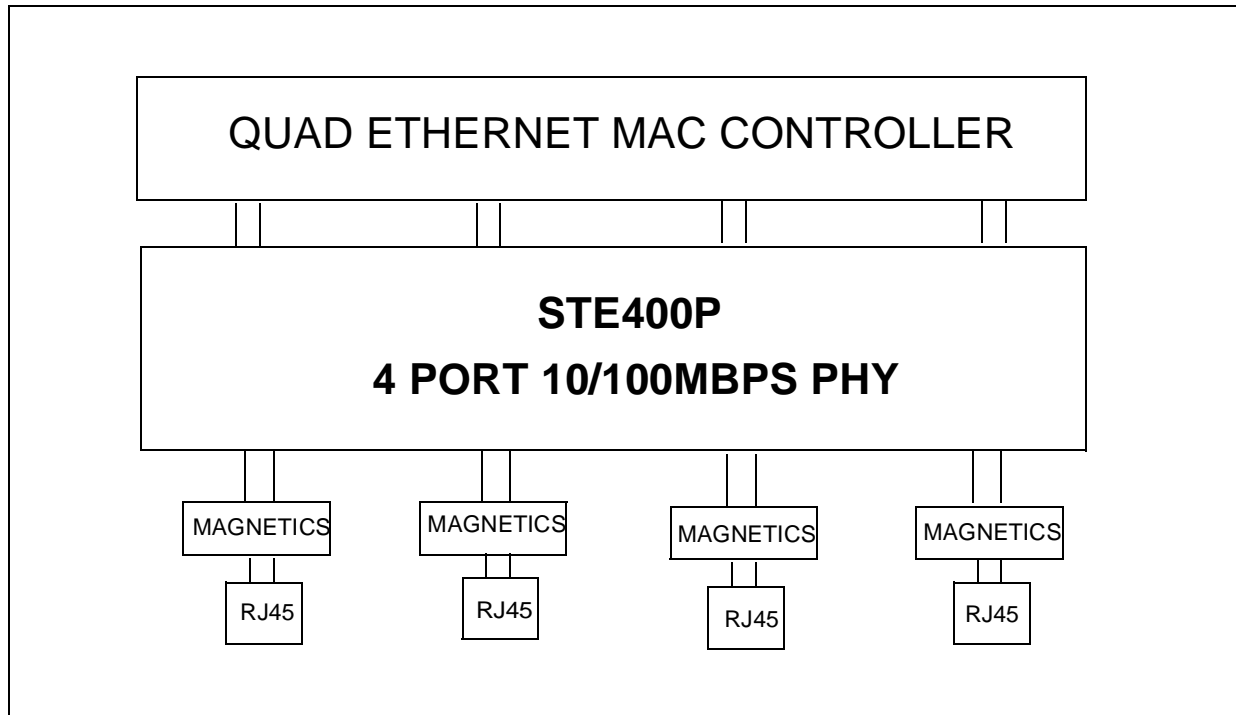 QUAD ETHERNET MAC CONTROLLER
STE400P
4 PORT 10/100MBPS PHY
MAGNETICS
MAGNETICS
MAGNETICS
MAGNETICS
RJ45
RJ45
RJ45
RJ45